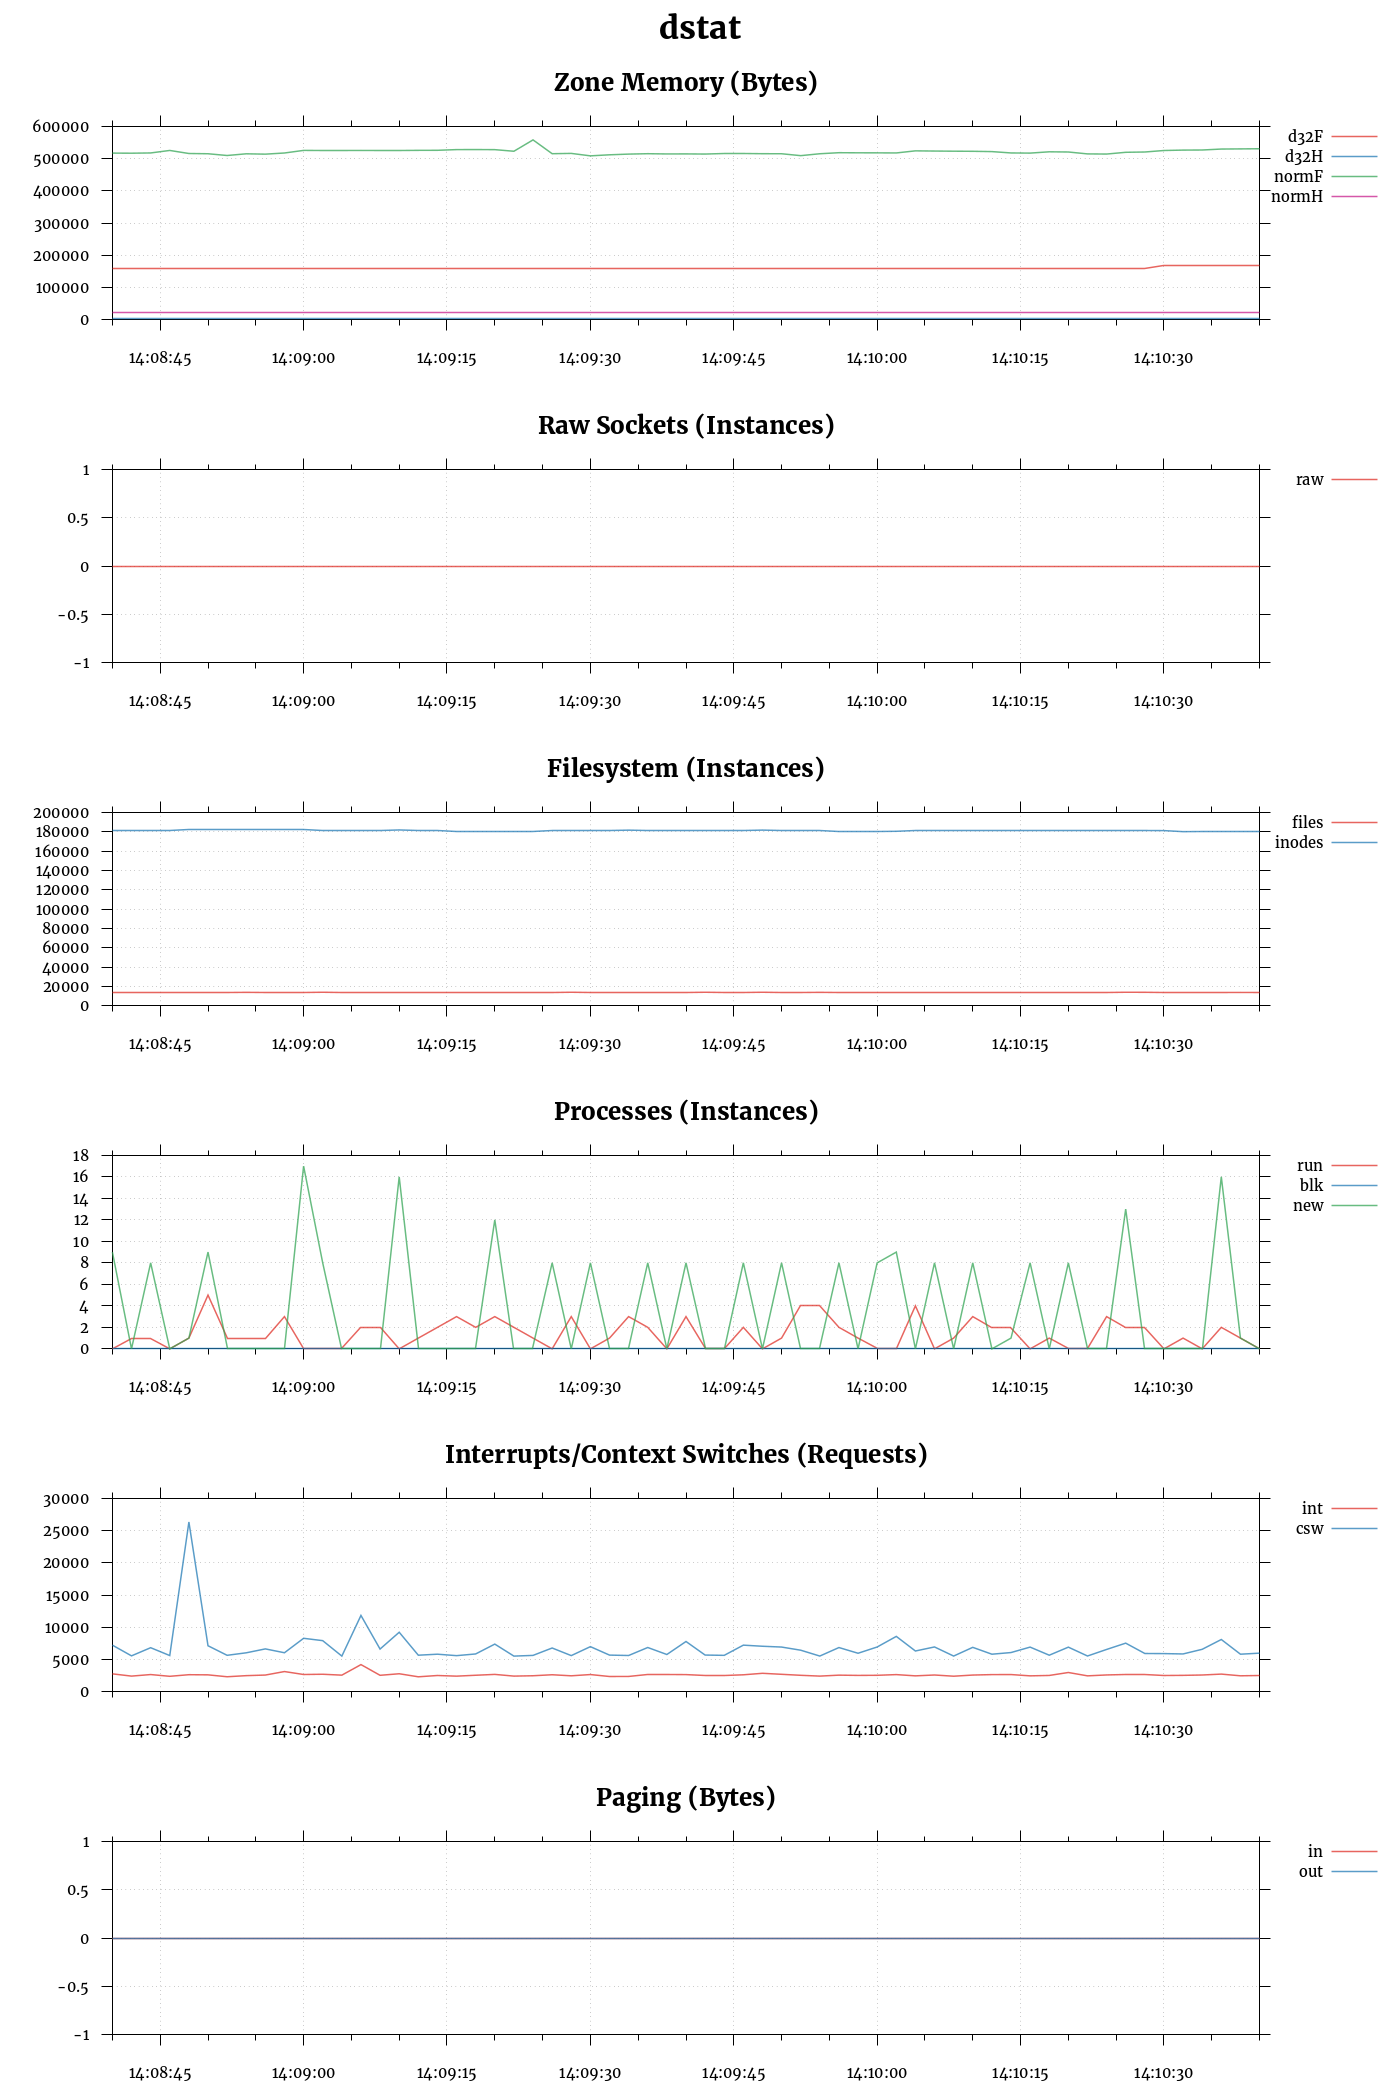 dstat
Zone Memory (Bytes)
600000
500000
400000
300000
200000
100000
0
d32F
d32H
normF
normH
14:08:45 14:09:00 14:09:15 14:09:30 14:09:45 14:10:00 14:10:15 14:10:30
Raw Sockets (Instances)
1
0.5
0
-0.5
-1
raw
14:08:45 14:09:00 14:09:15 14:09:30 14:09:45 14:10:00 14:10:15 14:10:30
Filesystem (Instances)
200000
180000
160000
140000
120000
100000
80000
60000
40000
20000
0
files
inodes
14:08:45 14:09:00 14:09:15 14:09:30 14:09:45 14:10:00 14:10:15 14:10:30
Processes (Instances)
18
16
14
12
10
8
6
4
2
0
run
blk
new
14:08:45 14:09:00 14:09:15 14:09:30 14:09:45 14:10:00 14:10:15 14:10:30
Interrupts/Context Switches (Requests)
30000
25000
20000
15000
10000
5000
0
int
csw
14:08:45 14:09:00 14:09:15 14:09:30 14:09:45 14:10:00 14:10:15 14:10:30
Paging (Bytes)
1
0.5
0
-0.5
-1
in
out
14:08:45 14:09:00 14:09:15 14:09:30 14:09:45 14:10:00 14:10:15 14:10:30